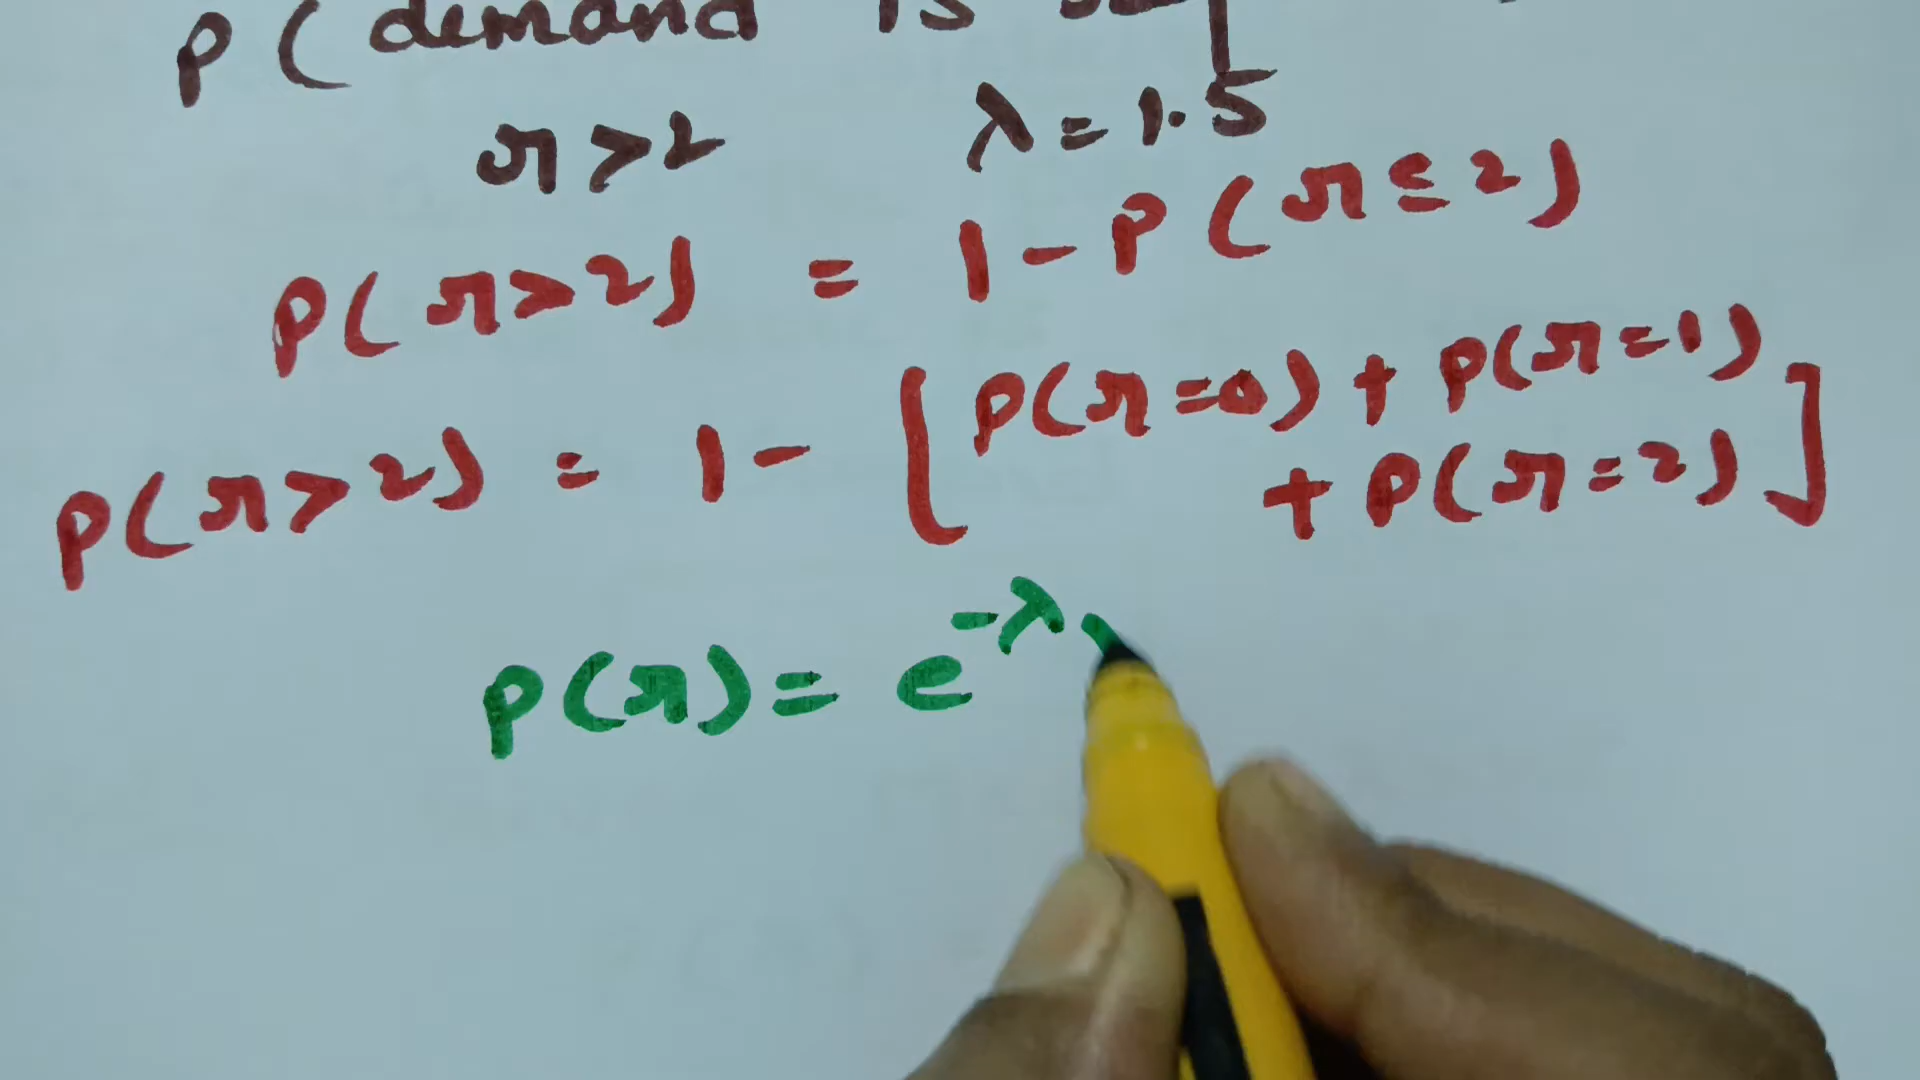 P( demand is
r>2 λ=1.5
P(r>2) = 1-P(r≤2)
P(r>2) = 1- [P(r=0)+P(r=1)
+P(r=2)]
P(r)= e^-λ